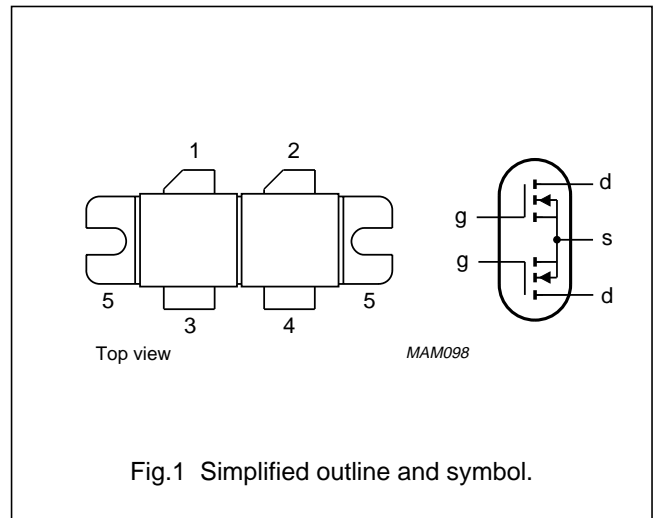 1 2
d
g
s
g
d
5 5
3 4
Top view MAM098
Fig.1 Simplified outline and symbol.